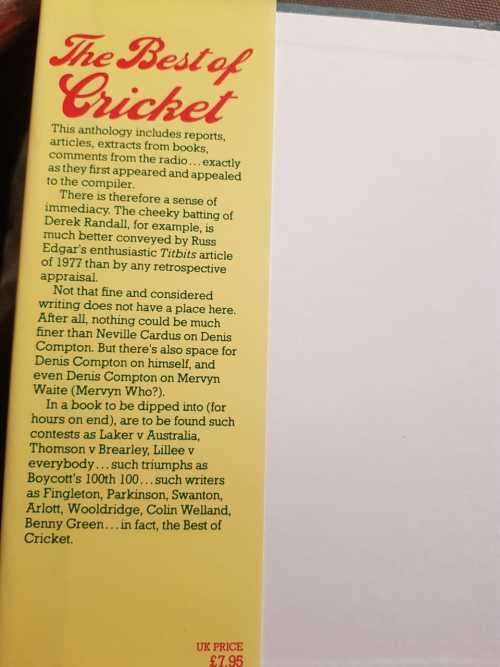 The Best of
Cricket
This anthology includes reports,
articles, extracts from books,
comments from the radio...exactly
as they first appeared and appealed
to the compiler.
There is therefore a sense of
immediacy. The cheeky batting of
Derek Randall, for example, is
much better conveyed by Russ
Edgar's enthusiastic Titbits article
of 1977 than by any retrospective
appraisal.
Not that fine and considered
writing does not have a place here.
After all, nothing could be much
finer than Neville Cardus on Denis
Compton. But there's also space for
Denis Compton on himself, and
even Denis Compton on Mervyn
Waite (Mervyn Who?).
In a book to be dipped into (for
hours on end), are to be found such
contests as Laker v Australia,
Thomson v Brearley, Lillee v
everybody...such triumphs as
Boycott's 100th 100...such writers
as Fingleton, Parkinson, Swanton,
Arlott, Wooldridge, Colin Welland,
Benny Green...in fact, the Best of
Cricket.
UK PRICE
£7.95